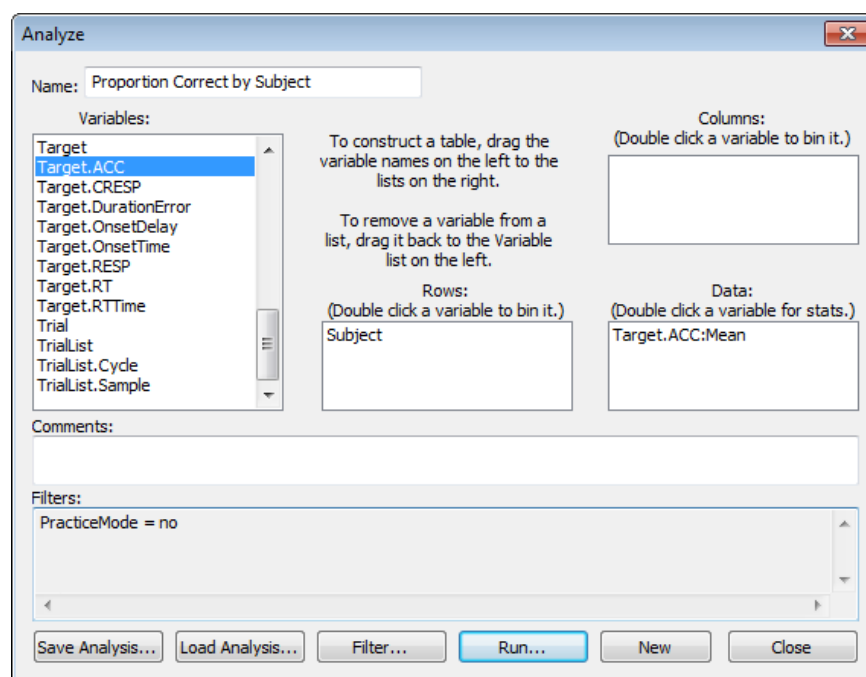 Analyze
Name: Proportion Correct by Subject
Variables:
Target
Target.ACC
Target.CRESP
Target.DurationError
Target.OnsetDelay
Target.OnsetTime
Target.RESP
Target.RT
Target.RTTime
Trial
TrialList
TrialList.Cycle
TrialList.Sample
To construct a table, drag the
variable names on the left to the
lists on the right.
To remove a variable from a
list, drag it back to the Variable
list on the left.
Columns:
(Double click a variable to bin it.)
Rows:
(Double click a variable to bin it.)
Subject
Data:
(Double click a variable for stats.)
Target.ACC:Mean
Comments:
Filters:
PracticeMode = no
Save Analysis...
Load Analysis...
Filter...
Run...
New
Close